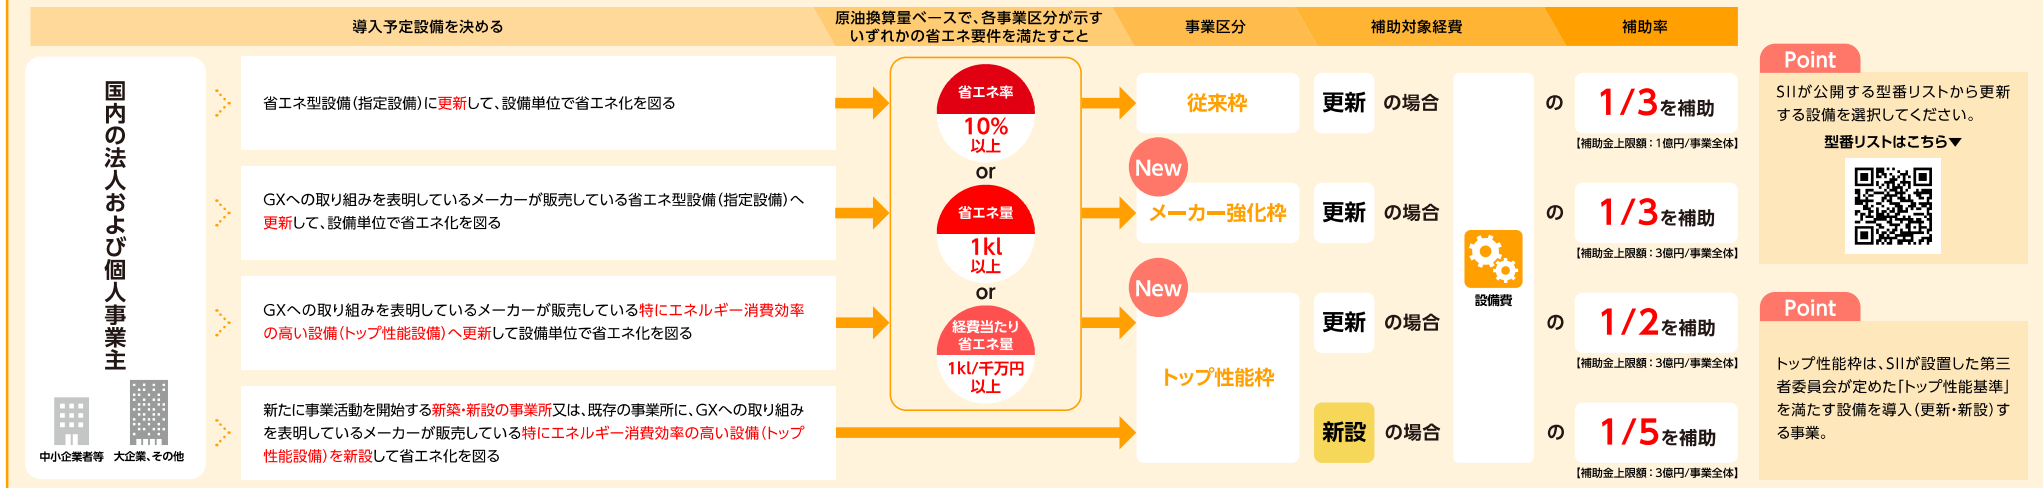 導入予定設備を決める
原油換算量ベースで、各事業区分が示す
いずれかの省エネ要件を満たすこと
事業区分
補助対象経費
補助率
国内の法人および個人事業主
中小企業者等
大企業、その他
省エネ型設備(指定設備)に更新して、設備単位で省エネ化を図る
GXへの取り組みを表明しているメーカーが販売している省エネ型設備(指定設備)へ
更新して、設備単位で省エネ化を図る
GXへの取り組みを表明しているメーカーが販売している特にエネルギー消費効率
の高い設備(トップ性能設備)へ更新して設備単位で省エネ化を図る
新たに事業活動を開始する新築・新設の事業所又は、既存の事業所に、GXへの取り組み
を表明しているメーカーが販売している特にエネルギー消費効率の高い設備(トップ
性能設備)を新設して省エネ化を図る
省エネ率
10%
以上
or
省エネ量
1kl
以上
or
経費当たり
省エネ量
1kl/千万円
以上
従来枠
New
メーカー強化枠
New
トップ性能枠
更新 の場合
更新 の場合
更新 の場合
新設 の場合
設備費
の 1/3を補助
【補助金上限額：1億円/事業全体】
の 1/3を補助
【補助金上限額：3億円/事業全体】
の 1/2を補助
【補助金上限額：3億円/事業全体】
の 1/5を補助
【補助金上限額：3億円/事業全体】
Point
SIIが公開する型番リストから更新
する設備を選択してください。
型番リストはこちら▼
Point
トップ性能枠は、SIIが設置した第三
者委員会が定めた「トップ性能基準」
を満たす設備を導入(更新・新設)す
る事業。